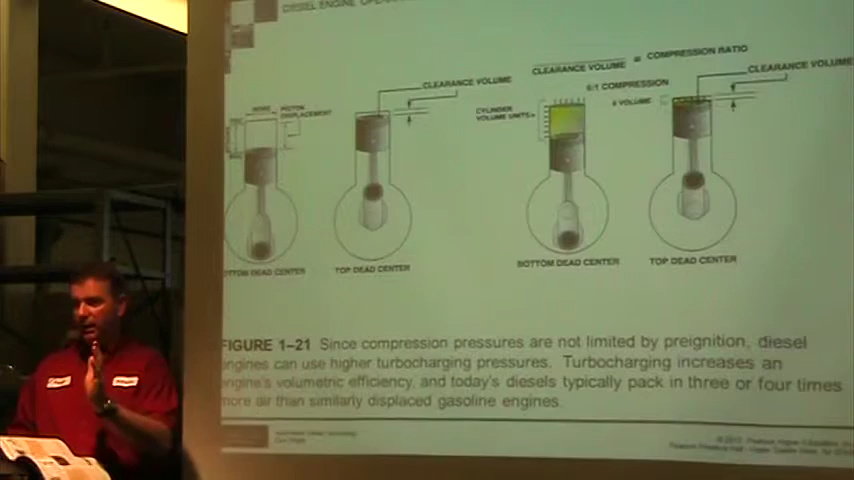 DIESEL ENGINE
CLEARANCE VOLUME = COMPRESSION RATIO
CLEARANCE VOLUME
CLEARANCE VOLUME
6:1 COMPRESSION
BORE
PISTON
DISPLACEMENT
CYLINDER
VOLUME UNITS
VOLUME
OTTOM DEAD CENTER
TOP DEAD CENTER
BOTTOM DEAD CENTER
TOP DEAD CENTER
FIGURE 1–21 Since compression pressures are not limited by preignition, diesel
engines can use higher turbocharging pressures. Turbocharging increases an
engine's volumetric efficiency, and today's diesels typically pack in three or four times
more air than similarly displaced gasoline engines.